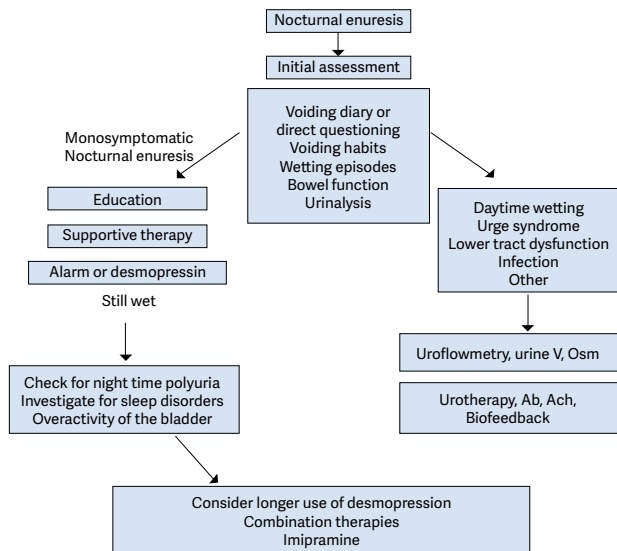 Nocturnal enuresis
Initial assessment
Voiding diary or
direct questioning
Voiding habits
Wetting episodes
Bowel function
Urinalysis
Monosymptomatic
Nocturnal enuresis
Education
Supportive therapy
Alarm or desmopressin
Still wet
Check for night time polyuria
Investigate for sleep disorders
Overactivity of the bladder
Daytime wetting
Urge syndrome
Lower tract dysfunction
Infection
Other
Uroflowmetry, urine V, Osm
Urotherapy, Ab, Ach,
Biofeedback
Consider longer use of desmopression
Combination therapies
Imipramine